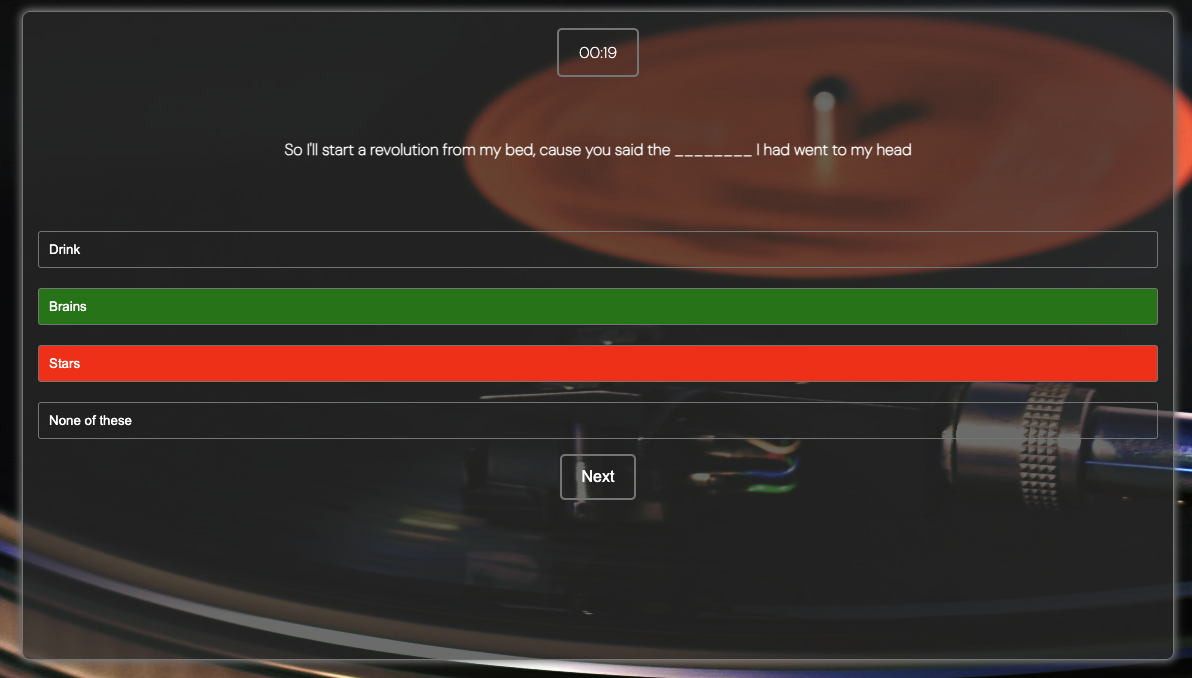 00:19
So I'll start a revolution from my bed, cause you said the ________ I had went to my head
Drink
Brains
Stars
None of these
Next